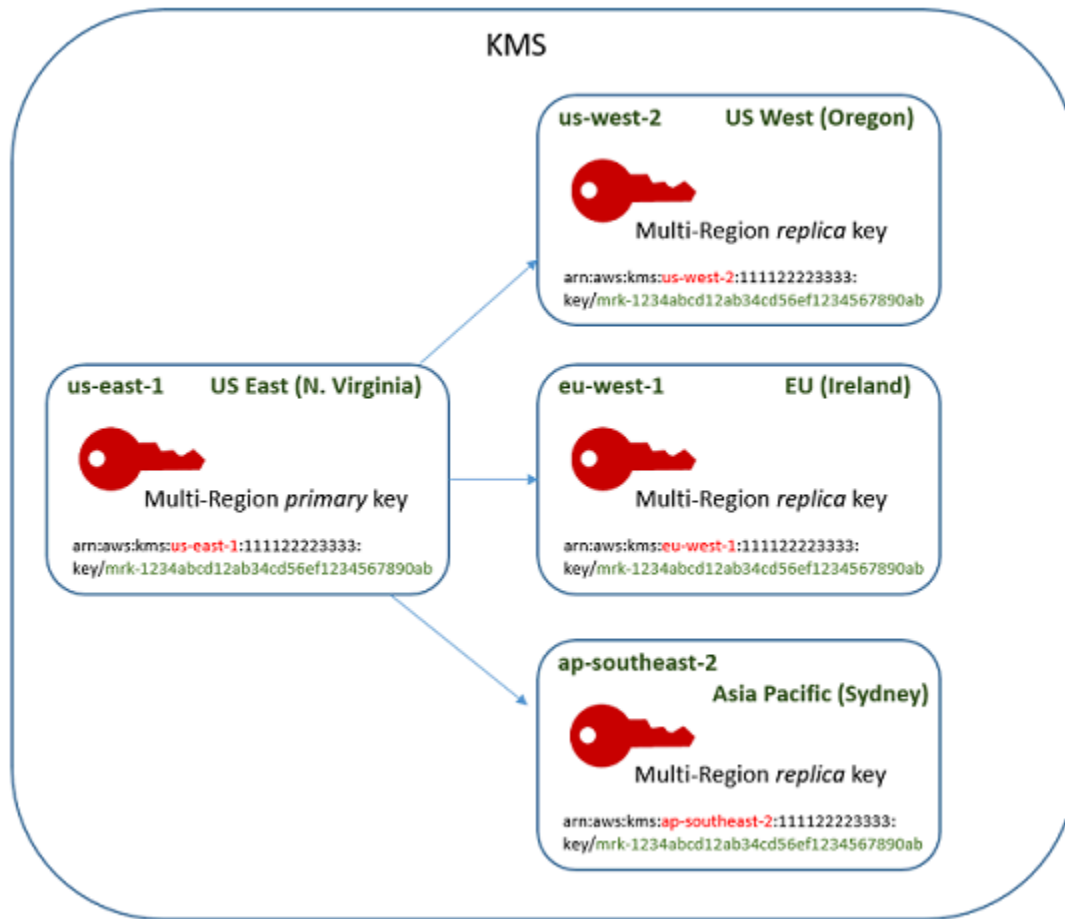 KMS
us-west-2 US West (Oregon)
Multi-Region replica key
arn:aws:kms:us-west-2:111122223333:
key/mrk-1234abcd12ab34cd56ef1234567890ab
us-east-1 US East (N. Virginia)
Multi-Region primary key
arn:aws:kms:us-east-1:111122223333:
key/mrk-1234abcd12ab34cd56ef1234567890ab
eu-west-1 EU (Ireland)
Multi-Region replica key
arn:aws:kms:eu-west-1:111122223333:
key/mrk-1234abcd12ab34cd56ef1234567890ab
ap-southeast-2
Asia Pacific (Sydney)
Multi-Region replica key
arn:aws:kms:ap-southeast-2:111122223333:
key/mrk-1234abcd12ab34cd56ef1234567890ab